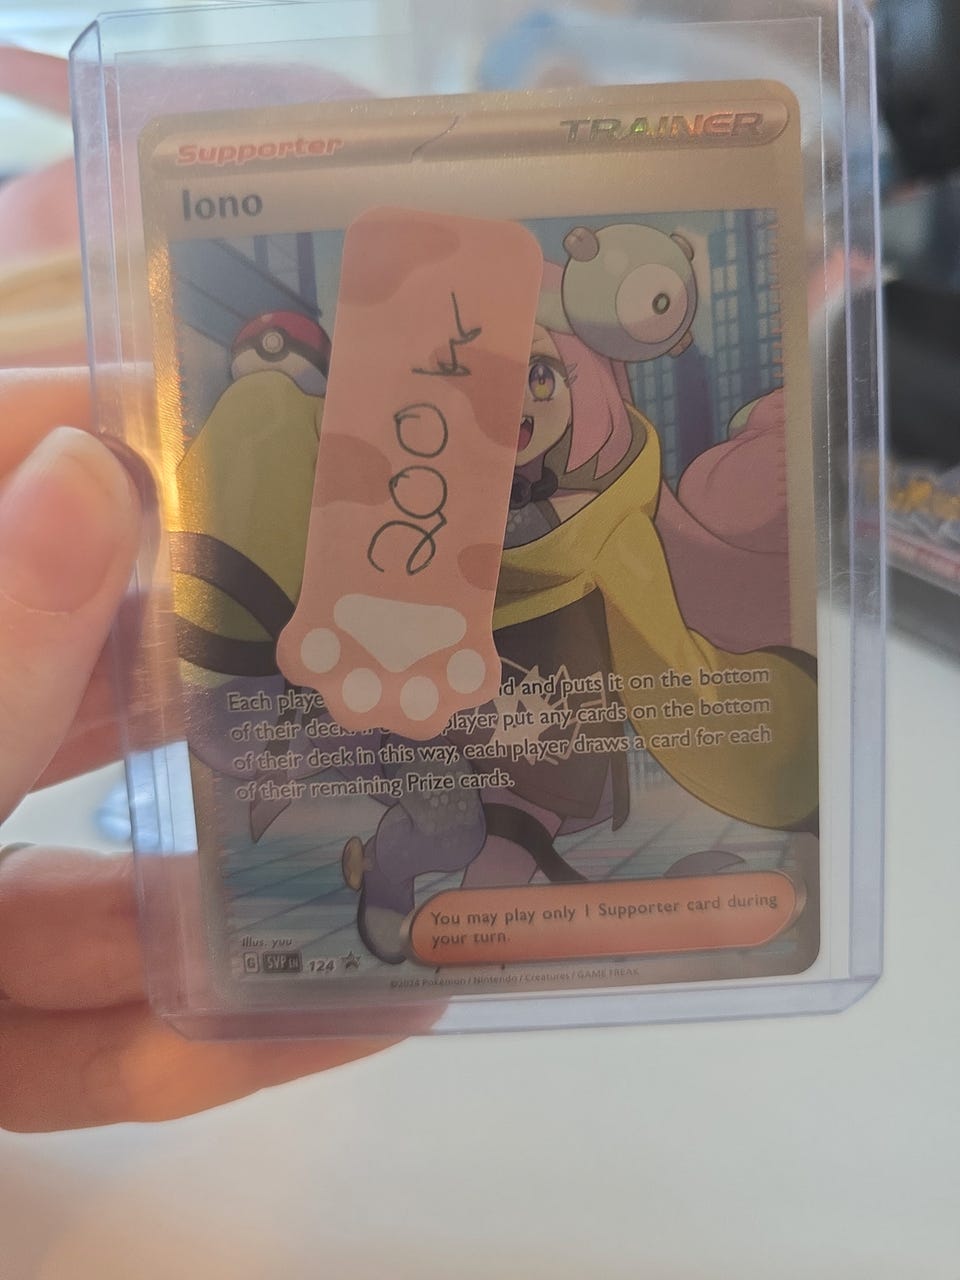 Supporter TRAINER
Iono
200 kr
Each playe d and puts it on the bottom
of their deck. player put any cards on the bottom
of their deck in this way, each player draws a card for each
of their remaining Prize cards.
You may play only 1 Supporter card during
your turn.
Illus. yuu
G SVP EN 124
©2024 Pokémon / Nintendo / Creatures / GAME FREAK